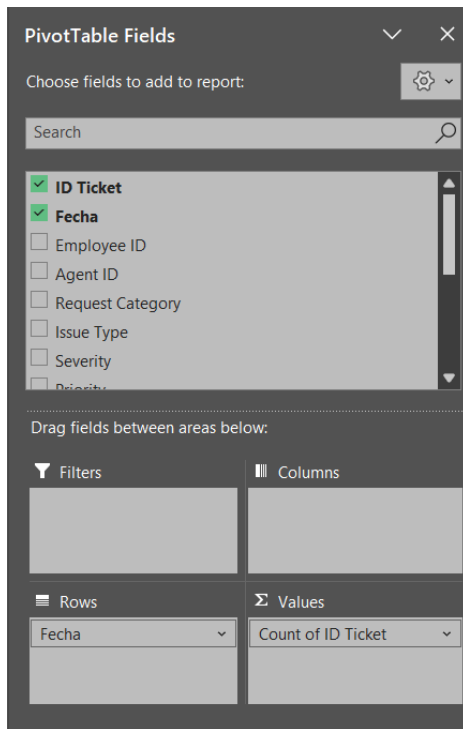 PivotTable Fields
Choose fields to add to report:
Search
ID Ticket
Fecha
Employee ID
Agent ID
Request Category
Issue Type
Severity
Priority
Drag fields between areas below:
Filters
Columns
Rows
Σ Values
Fecha
Count of ID Ticket